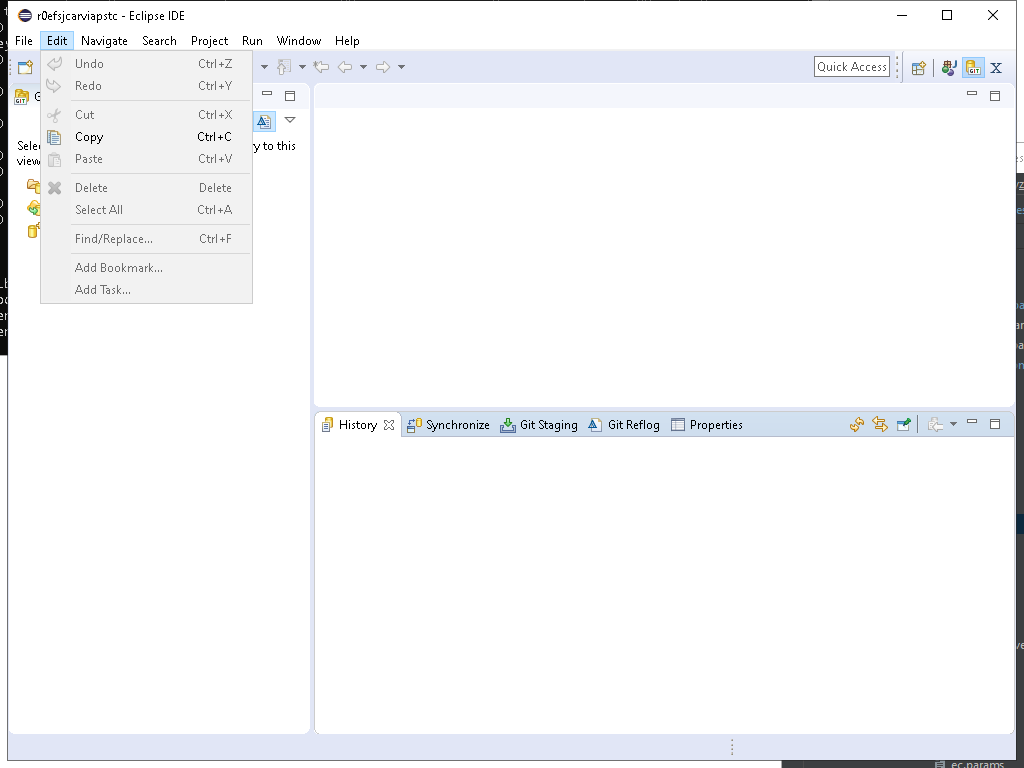 r0efsjcarviapstc - Eclipse IDE
File Edit Navigate Search Project Run Window Help
Quick Access
Undo Ctrl+Z
Redo Ctrl+Y
Cut Ctrl+X
Copy Ctrl+C
Paste Ctrl+V
Delete Delete
Select All Ctrl+A
Find/Replace... Ctrl+F
Add Bookmark...
Add Task...
y to this
view
History Synchronize Git Staging Git Reflog Properties
ec.params